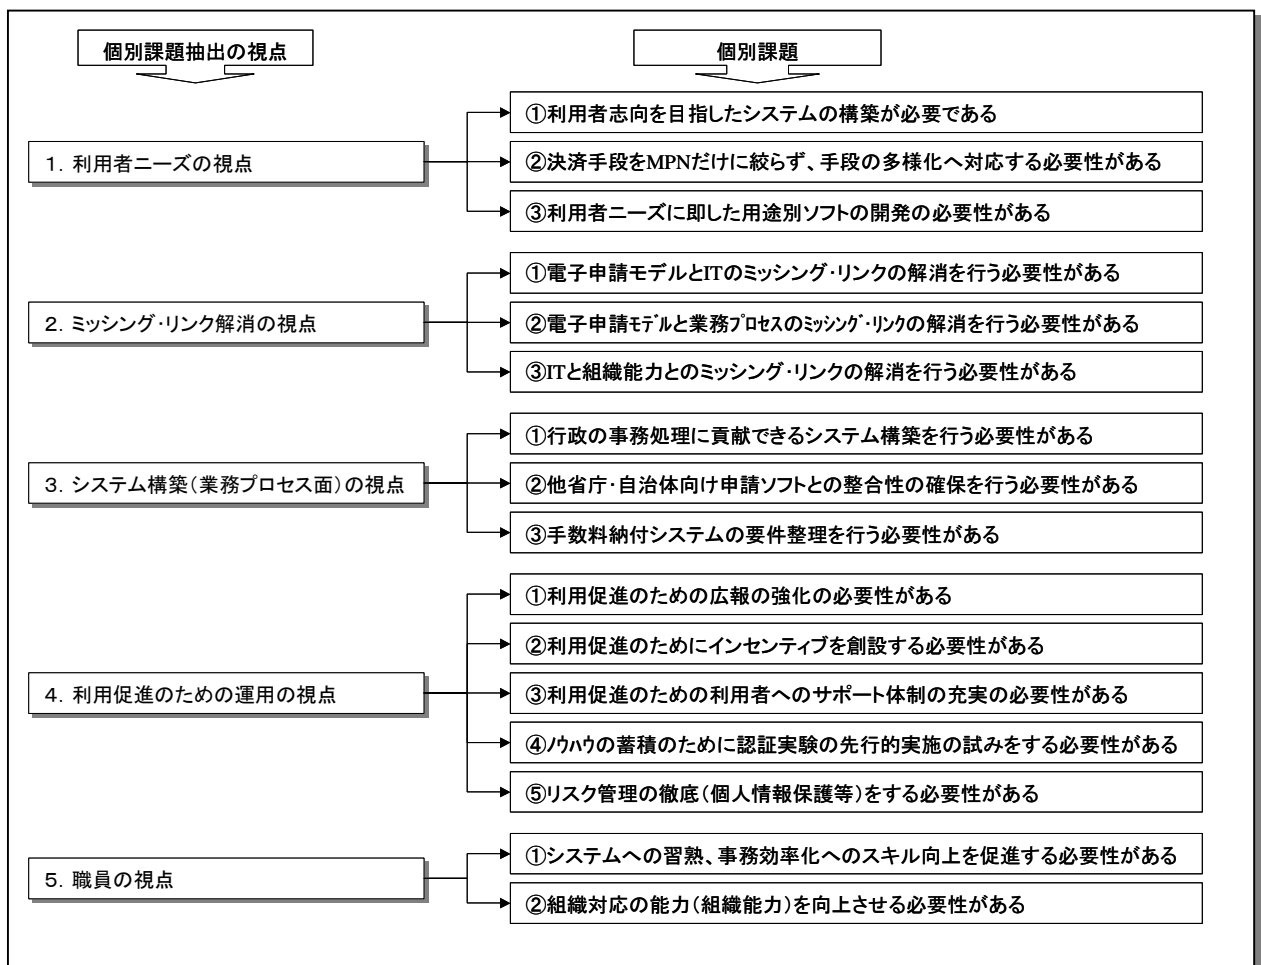 個別課題抽出の視点
個別課題
1．利用者ニーズの視点
①利用者志向を目指したシステムの構築が必要である
②決済手段をMPNだけに絞らず、手段の多様化へ対応する必要性がある
③利用者ニーズに即した用途別ソフトの開発の必要性がある
2．ミッシング・リンク解消の視点
①電子申請モデルとITのミッシング・リンクの解消を行う必要性がある
②電子申請ﾓﾃﾞﾙと業務ﾌﾟﾛｾｽのﾐｯｼﾝｸﾞ・ﾘﾝｸの解消を行う必要性がある
③ITと組織能力とのミッシング・リンクの解消を行う必要性がある
3．システム構築（業務プロセス面）の視点
①行政の事務処理に貢献できるシステム構築を行う必要性がある
②他省庁・自治体向け申請ソフトとの整合性の確保を行う必要性がある
③手数料納付システムの要件整理を行う必要性がある
4．利用促進のための運用の視点
①利用促進のための広報の強化の必要性がある
②利用促進のためにインセンティブを創設する必要性がある
③利用促進のための利用者へのサポート体制の充実の必要性がある
④ﾉｳﾊｳの蓄積のために認証実験の先行的実施の試みをする必要性がある
⑤リスク管理の徹底（個人情報保護等）をする必要性がある
5．職員の視点
①システムへの習熟、事務効率化へのスキル向上を促進する必要性がある
②組織対応の能力（組織能力）を向上させる必要性がある